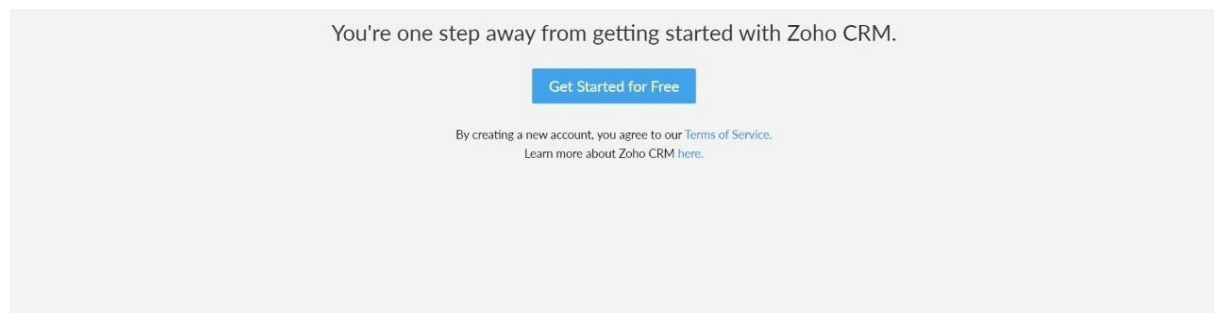 You're one step away from getting started with Zoho CRM.
Get Started for Free
By creating a new account, you agree to our Terms of Service.
Learn more about Zoho CRM here.